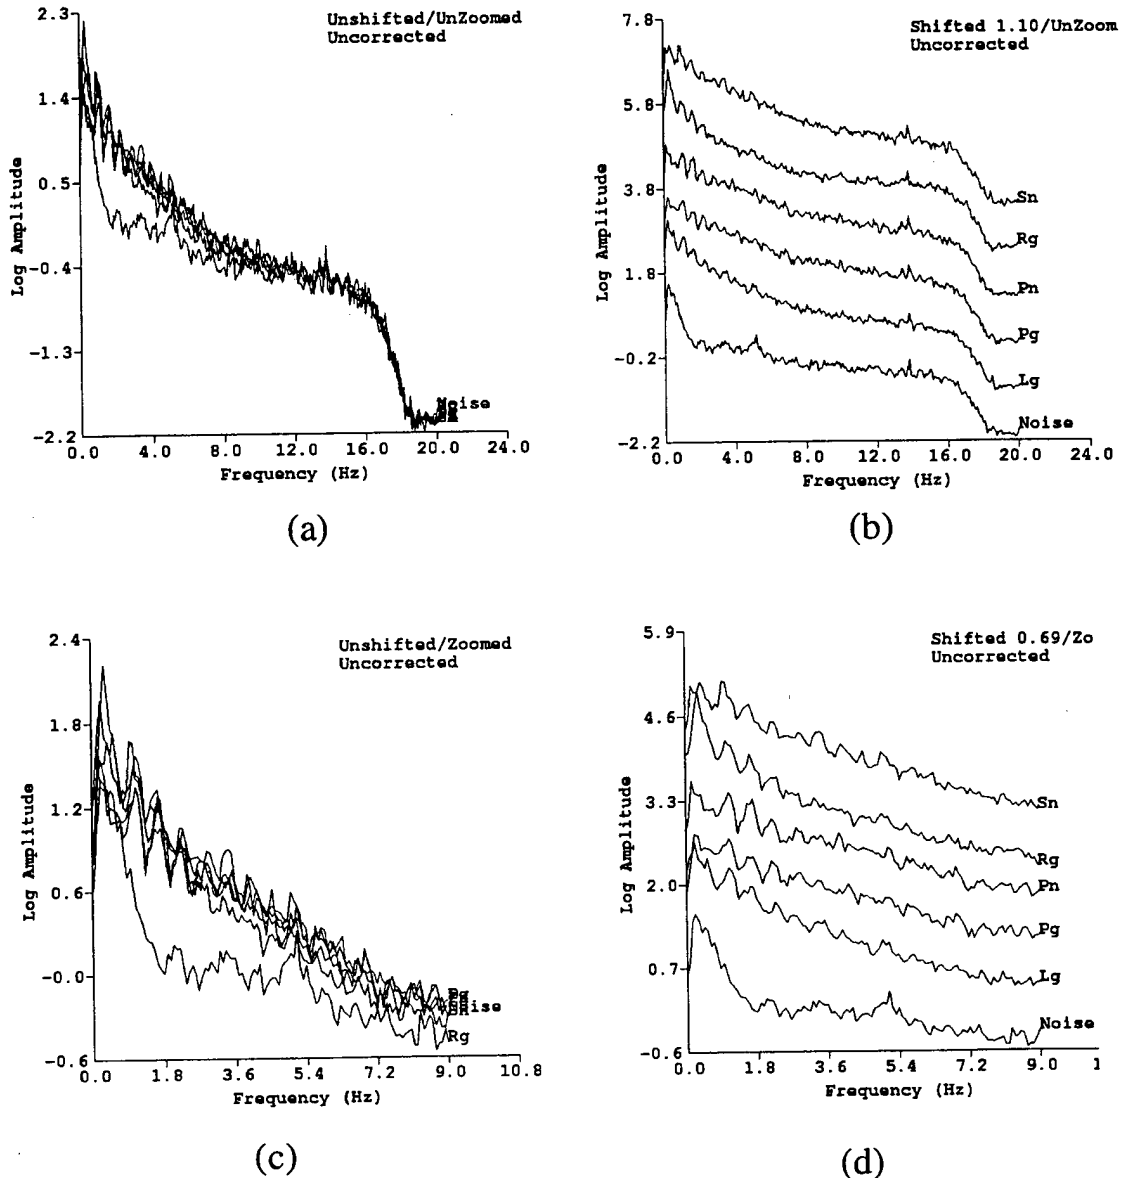 Unshifted/UnZoomed
Uncorrected
2.3
1.4
0.5
-0.4
-1.3
-2.2
Log Amplitude
Noise
0.0 4.0 8.0 12.0 16.0 20.0 24.0
Frequency (Hz)
(a)
Shifted 1.10/UnZoom
Uncorrected
7.8
5.8
3.8
1.8
-0.2
-2.2
Log Amplitude
Sn
Rg
Pn
Pg
Lg
Noise
0.0 4.0 8.0 12.0 16.0 20.0 24.0
Frequency (Hz)
(b)
Unshifted/Zoomed
Uncorrected
2.4
1.8
1.2
0.6
-0.0
-0.6
Log Amplitude
Noise
Rg
0.0 1.8 3.6 5.4 7.2 9.0 10.8
Frequency (Hz)
(c)
Shifted 0.69/Zo
Uncorrected
5.9
4.6
3.3
2.0
0.7
-0.6
Log Amplitude
Sn
Rg
Pn
Pg
Lg
Noise
0.0 1.8 3.6 5.4 7.2 9.0 1
Frequency (Hz)
(d)